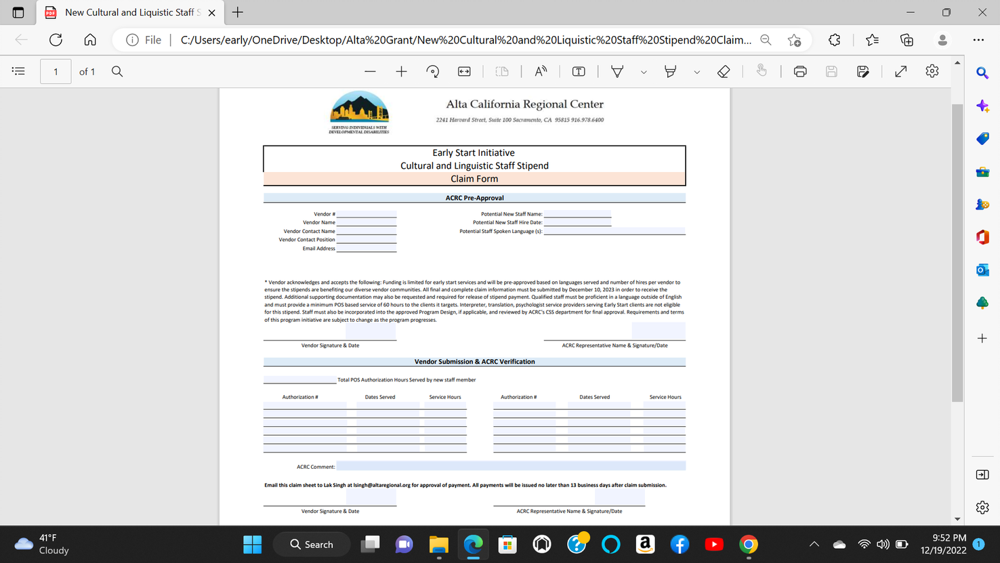 New Cultural and Liquistic Staff S
File
C:/Users/early/OneDrive/Desktop/Alta%20Grant/New%20Cultural%20and%20Liquistic%20Staff%20Stipend%20Claim...
1 of 1
SERVING INDIVIDUALS WITH
DEVELOPMENTAL DISABILITIES
Alta California Regional Center
2241 Harvard Street, Suite 100 Sacramento, CA 95815 916.978.6400
Early Start Initiative
Cultural and Linguistic Staff Stipend
Claim Form
ACRC Pre-Approval
Vendor #
Vendor Name
Vendor Contact Name
Vendor Contact Position
Email Address
Potential New Staff Name:
Potential New Staff Hire Date:
Potential Staff Spoken Language (s):
* Vendor acknowledges and accepts the following: Funding is limited for early start services and will be pre-approved based on languages served and number of hires per vendor to
ensure the stipends are benefiting our diverse vendor communities. All final and complete claim information must be submitted by December 10, 2023 in order to receive the
stipend. Additional supporting documentation may also be requested and required for release of stipend payment. Qualified staff must be proficient in a language outside of English
and must provide a minimum POS based service of 60 hours to the clients it targets. Interpreter, translation, psychologist service providers serving Early Start clients are not eligible
for this stipend. Staff must also be incorporated into the approved Program Design, if applicable, and reviewed by ACRC's CSS department for final approval. Requirements and terms
of this program initiative are subject to change as the program progresses.
Vendor Signature & Date
ACRC Representative Name & Signature/Date
Vendor Submission & ACRC Verification
Total POS Authorization Hours Served by new staff member
Authorization # Dates Served Service Hours Authorization # Dates Served Service Hours
ACRC Comment:
Email this claim sheet to Lak Singh at lsingh@altaregional.org for approval of payment. All payments will be issued no later than 13 business days after claim submission.
Vendor Signature & Date
ACRC Representative Name & Signature/Date
41°F
Cloudy
Search
9:52 PM
12/19/2022
1